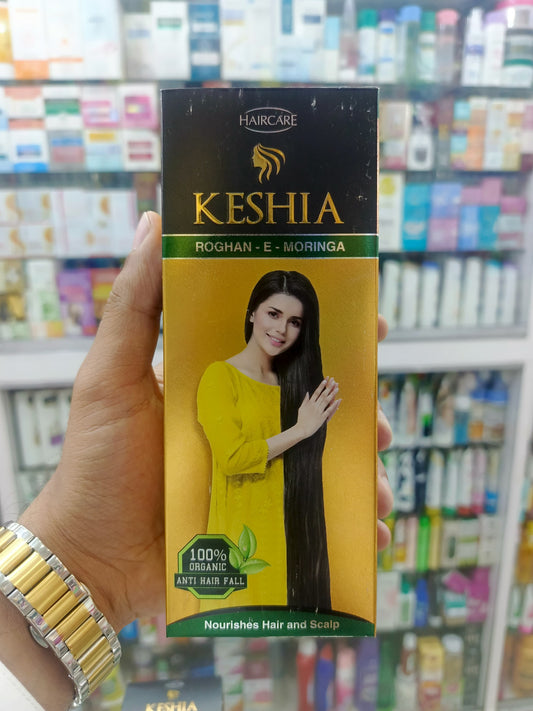 HAIRCARE
KESHIA
ROGHAN - E - MORINGA
100%
ORGANIC
ANTI HAIR FALL
Nourishes Hair and Scalp
KESHIA